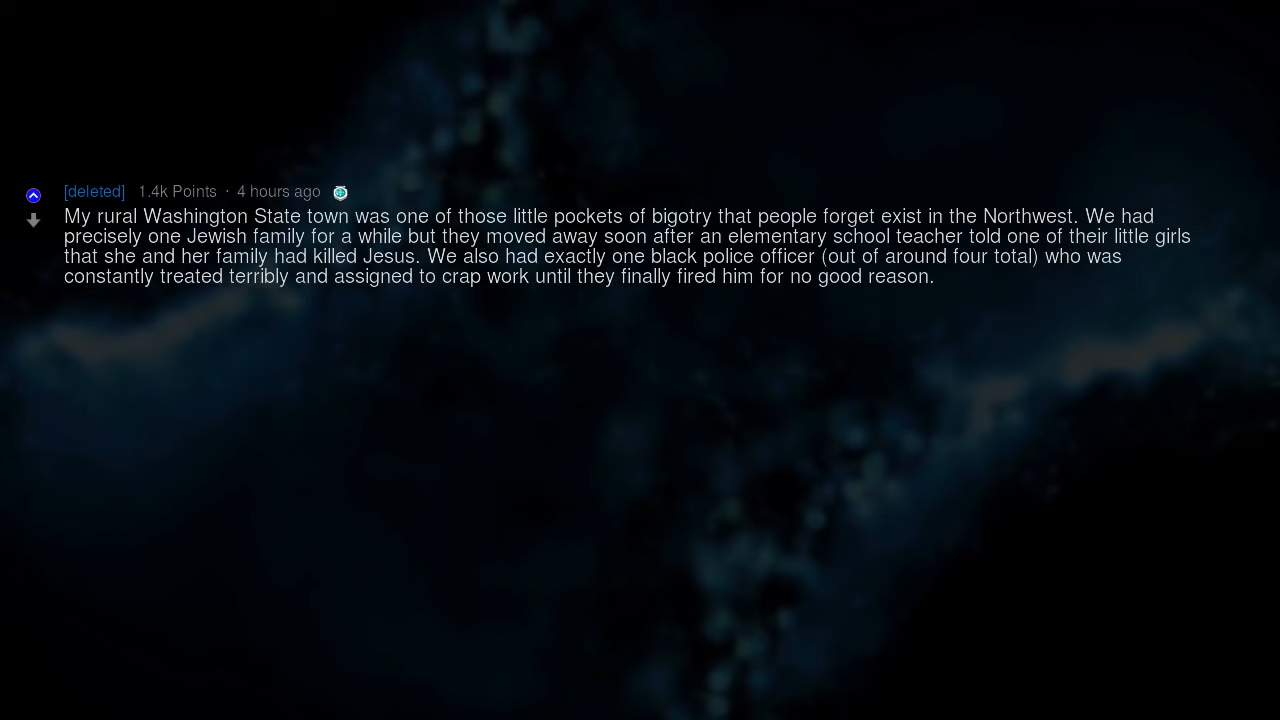 [deleted] 1.4k Points · 4 hours ago
My rural Washington State town was one of those little pockets of bigotry that people forget exist in the Northwest. We had
precisely one Jewish family for a while but they moved away soon after an elementary school teacher told one of their little girls
that she and her family had killed Jesus. We also had exactly one black police officer (out of around four total) who was
constantly treated terribly and assigned to crap work until they finally fired him for no good reason.